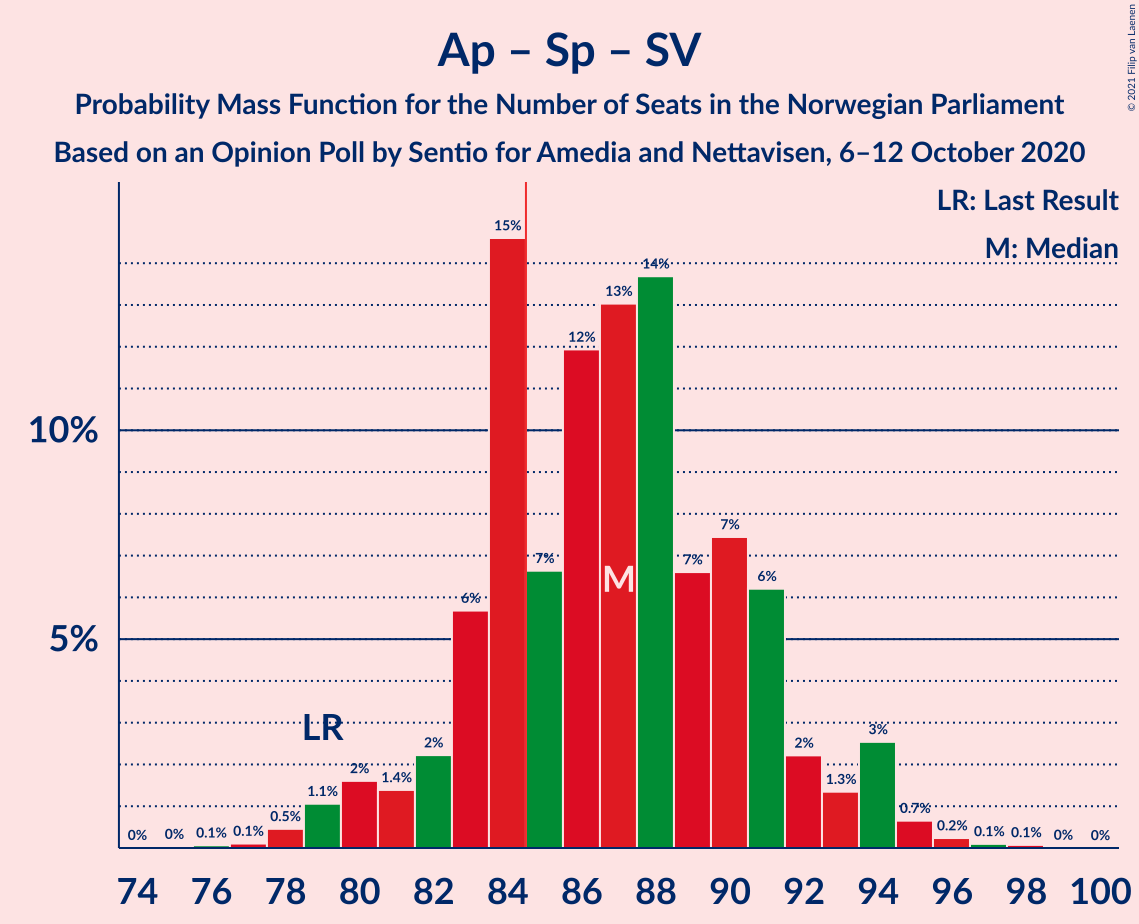 © 2021 Filip van Laenen
Ap – Sp – SV
Probability Mass Function for the Number of Seats in the Norwegian Parliament
Based on an Opinion Poll by Sentio for Amedia and Nettavisen, 6–12 October 2020
LR: Last Result
M: Median
10%
5%
0% 0% 0.1% 0.1% 0.5% 1.1% 2% 1.4% 2% 6% 15% 7% 12% 13% 14% 7% 7% 6% 2% 1.3% 3% 0.7% 0.2% 0.1% 0.1% 0% 0%
LR
M
74 76 78 80 82 84 86 88 90 92 94 96 98 100